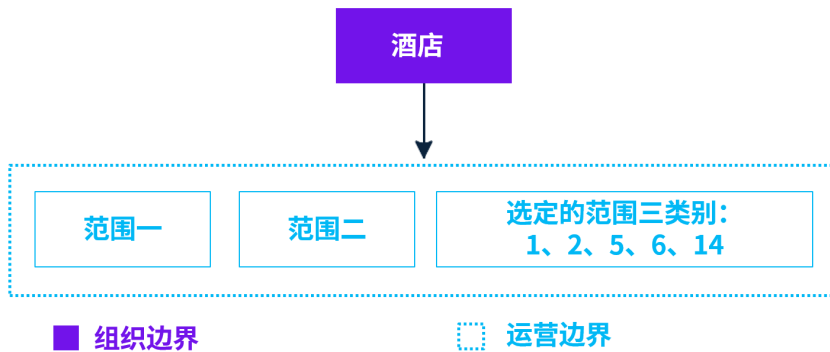 酒店
范围一
范围二
选定的范围三类别：
1、2、5、6、14
组织边界
运营边界